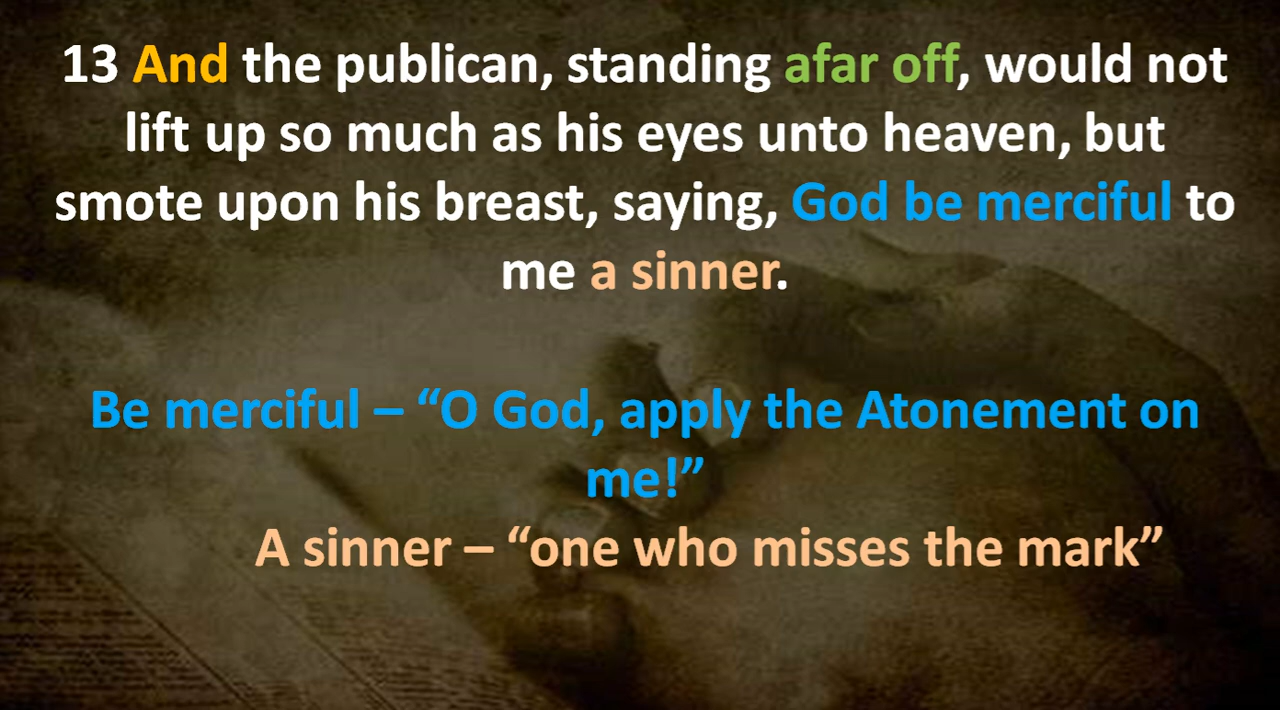 13 And the publican, standing afar off, would not
lift up so much as his eyes unto heaven, but
smote upon his breast, saying, God be merciful to
me a sinner.
Be merciful – “O God, apply the Atonement on
me!”
A sinner – “one who misses the mark”